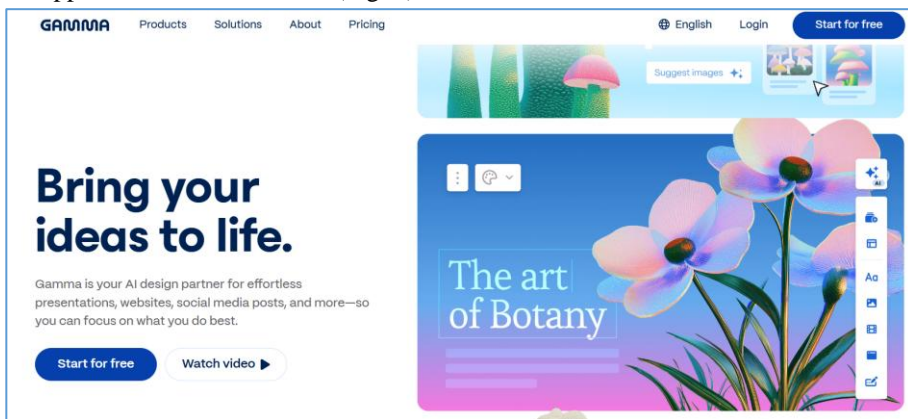 GAMMA Products Solutions About Pricing English Login Start for free
Suggest images
Bring your
ideas to life.
Gamma is your AI design partner for effortless
presentations, websites, social media posts, and more—so
you can focus on what you do best.
Start for free Watch video
The art
of Botany
AI
Aa